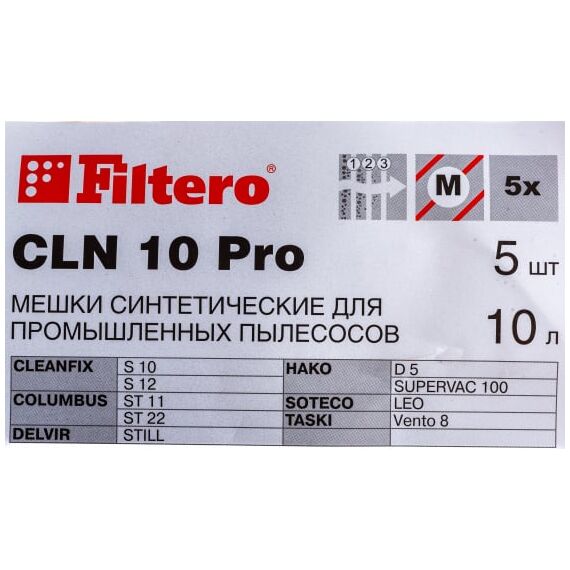 Filtero®
1 2 3
M
5x
CLN 10 Pro
5 шт
МЕШКИ СИНТЕТИЧЕСКИЕ ДЛЯ
ПРОМЫШЛЕННЫХ ПЫЛЕСОСОВ
10 л
CLEANFIX S 10 HAKO D 5
S 12 SUPERVAC 100
COLUMBUS ST 11 SOTECO LEO
ST 22 TASKI Vento 8
DELVIR STILL